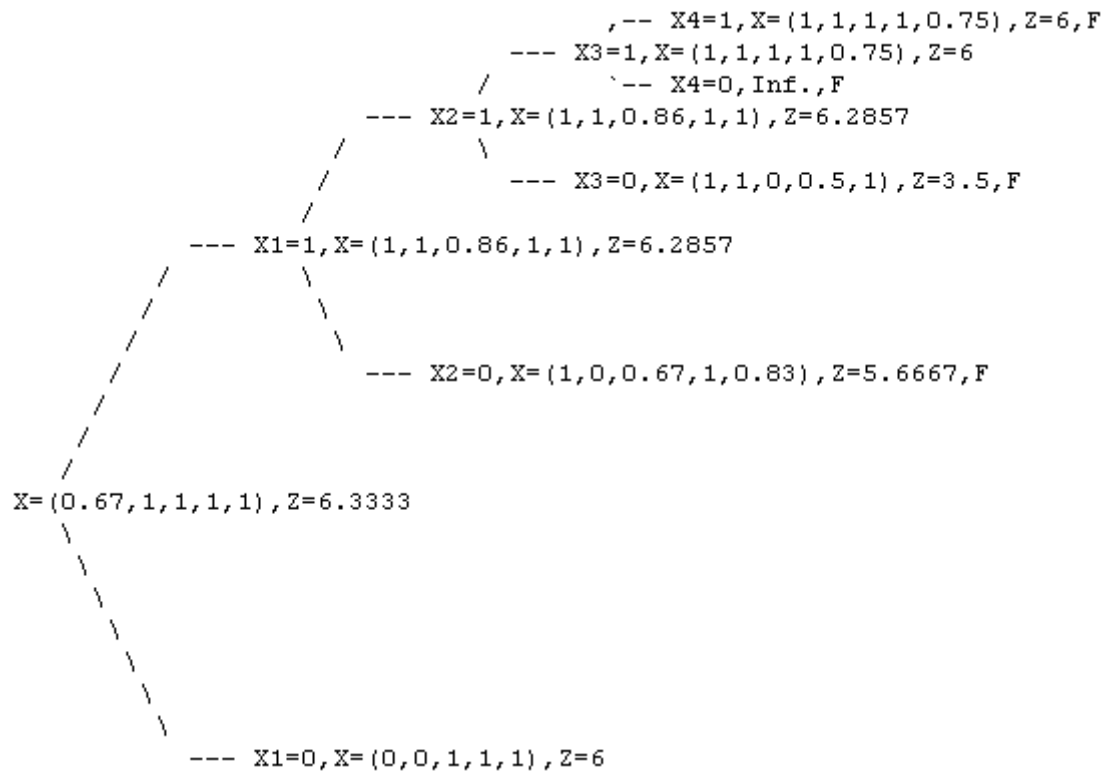 ,-- X4=1,X=(1,1,1,1,0.75),Z=6,F
--- X3=1,X=(1,1,1,1,0.75),Z=6
/ `-- X4=0,Inf.,F
--- X2=1,X=(1,1,0.86,1,1),Z=6.2857
/ \
/ --- X3=0,X=(1,1,0,0.5,1),Z=3.5,F
/
--- X1=1,X=(1,1,0.86,1,1),Z=6.2857
/ \
/ \
/ \
/ --- X2=0,X=(1,0,0.67,1,0.83),Z=5.6667,F
/
/
/
X=(0.67,1,1,1,1),Z=6.3333
\
\
\
\
\
\
\
--- X1=0,X=(0,0,1,1,1),Z=6